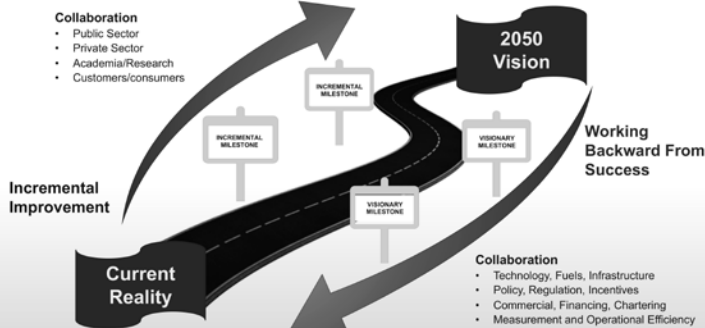 Collaboration
• Public Sector
• Private Sector
• Academia/Research
• Customers/consumers
2050
Vision
INCREMENTAL
MILESTONE
INCREMENTAL
MILESTONE
VISIONARY
MILESTONE
Working
Backward From
Success
Incremental
Improvement
VISIONARY
MILESTONE
Current
Reality
Collaboration
• Technology, Fuels, Infrastructure
• Policy, Regulation, Incentives
• Commercial, Financing, Chartering
• Measurement and Operational Efficiency